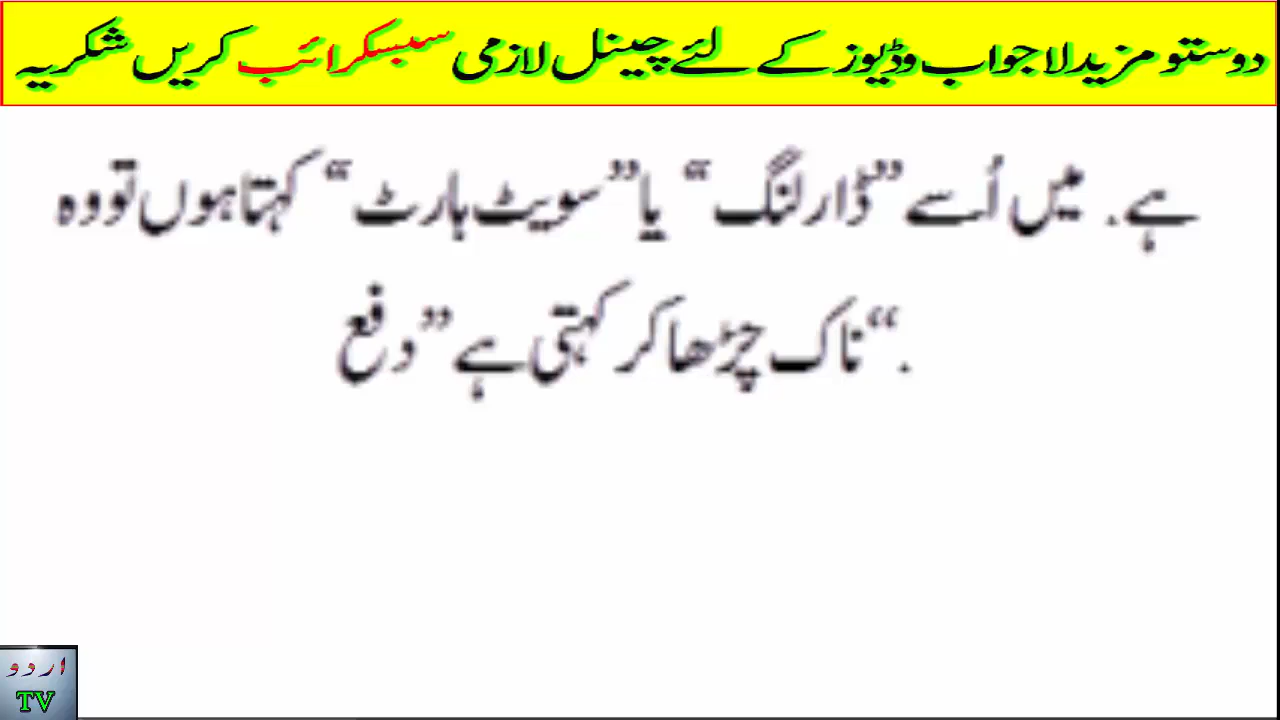 دوستو مزید لاجواب وڈیوز کے لئے چینل لازمی سبسکرائب کریں شکریہ
ہے. میں اُسے ”ڈارلنگ“ یا ”سویٹ ہارٹ“ کہتا ہوں تو وہ
.“ناک چڑھا کر کہتی ہے ”دفع
اردو
TV